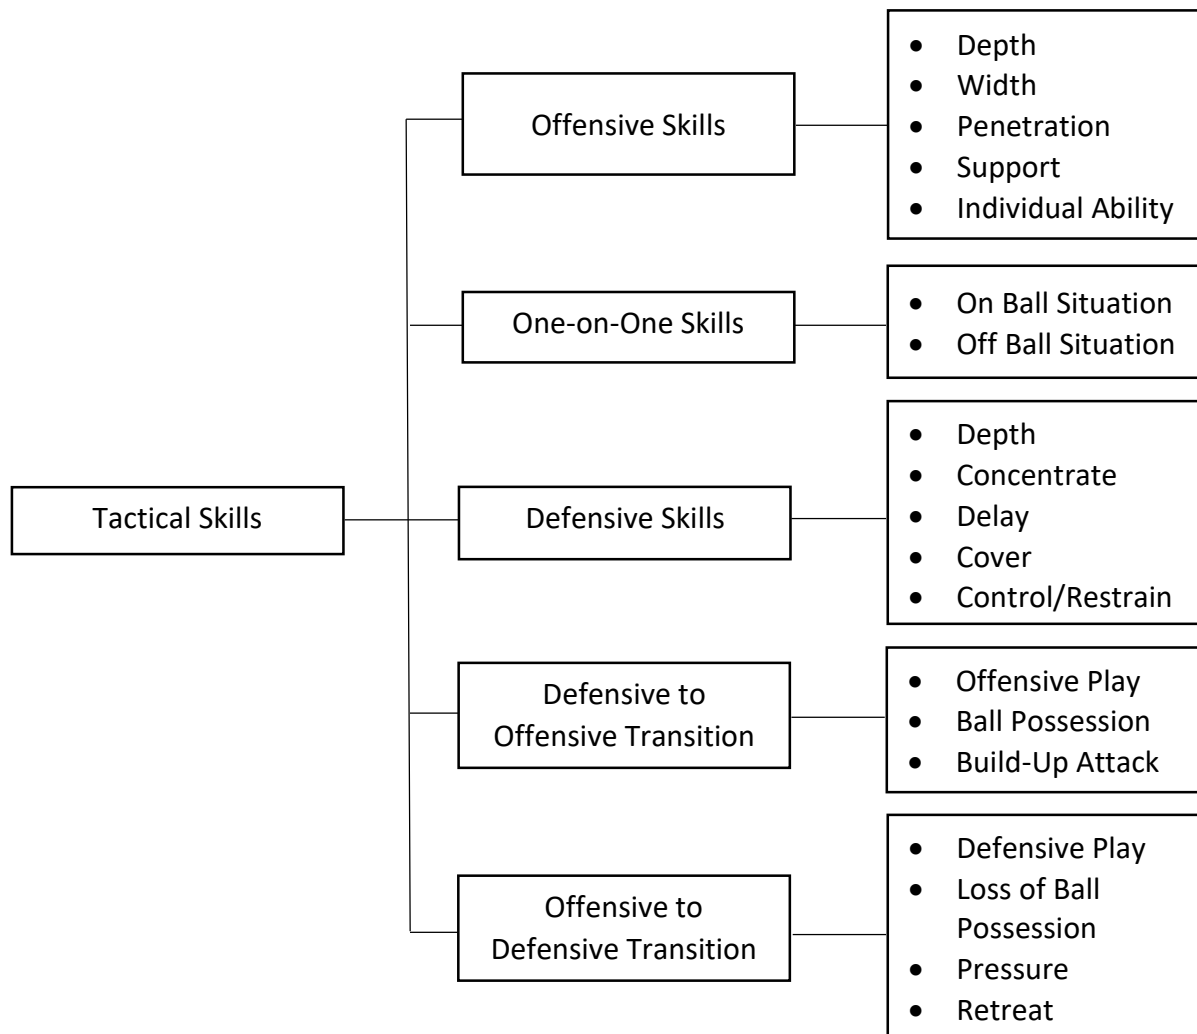 Tactical Skills
Offensive Skills
• Depth
• Width
• Penetration
• Support
• Individual Ability
One-on-One Skills
• On Ball Situation
• Off Ball Situation
Defensive Skills
• Depth
• Concentrate
• Delay
• Cover
• Control/Restrain
Defensive to
Offensive Transition
• Offensive Play
• Ball Possession
• Build-Up Attack
Offensive to
Defensive Transition
• Defensive Play
• Loss of Ball
Possession
• Pressure
• Retreat